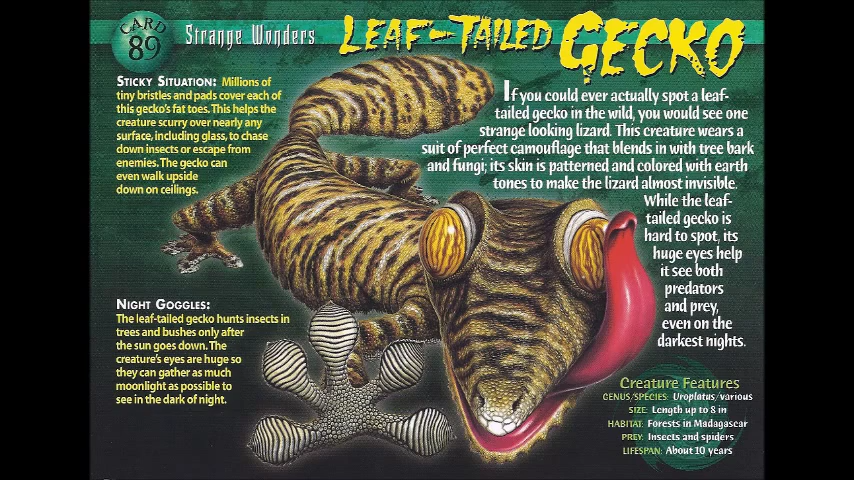 CARD
89
Strange Wonders
LEAF-TAILED GECKO
STICKY SITUATION: Millions of
tiny bristles and pads cover each of
this gecko's fat toes. This helps the
creature scurry over nearly any
surface, including glass, to chase
down insects or escape from
enemies. The gecko can
even walk upside
down on ceilings.
If you could ever actually spot a leaf-
tailed gecko in the wild, you would see one
strange looking lizard. This creature wears a
suit of perfect camouflage that blends in with tree bark
and fungi; its skin is patterned and colored with earth
tones to make the lizard almost invisible.
While the leaf-
tailed gecko is
hard to spot, its
huge eyes help
it see both
predators
and prey,
even on the
darkest nights.
NIGHT GOGGLES:
The leaf-tailed gecko hunts insects in
trees and bushes only after
the sun goes down. The
creature's eyes are huge so
they can gather as much
moonlight as possible to
see in the dark of night.
Creature Features
GENUS/SPECIES: Uroplatus/various
SIZE: Length up to 8 in
HABITAT: Forests in Madagascar
PREY: Insects and spiders
LIFESPAN: About 10 years